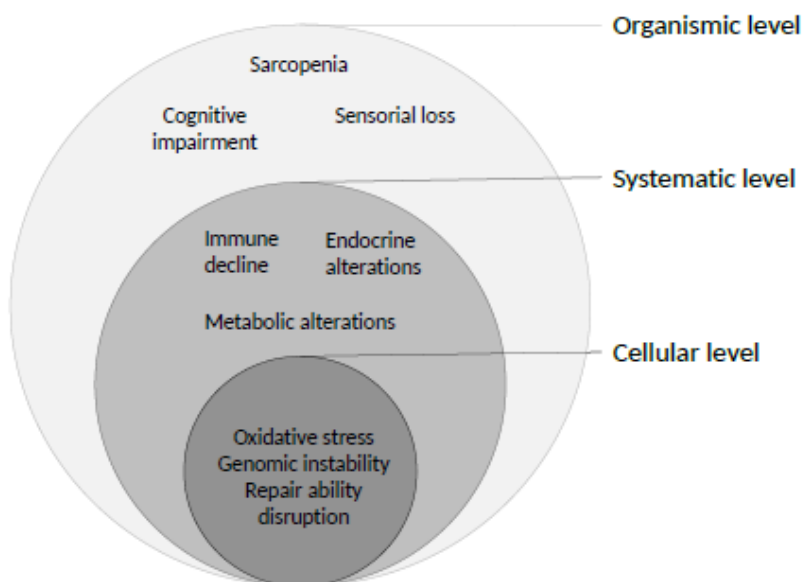 Organismic level
Sarcopenia
Cognitive
impairment
Sensorial loss
Systematic level
Immune
decline
Endocrine
alterations
Metabolic alterations
Cellular level
Oxidative stress
Genomic instability
Repair ability
disruption